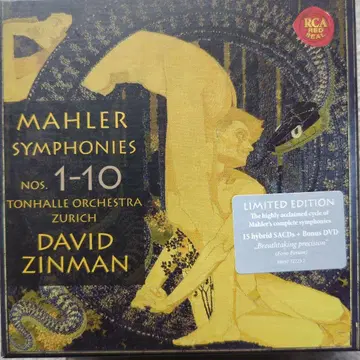 RCA
RED
SEAL
MAHLER
SYMPHONIES
NOS. 1-10
TONHALLE ORCHESTRA
ZURICH
DAVID
ZINMAN
LIMITED EDITION
The highly acclaimed cycle of
Mahler's complete symphonies
15 hybrid SACDs + Bonus DVD
„Breathtaking precision"